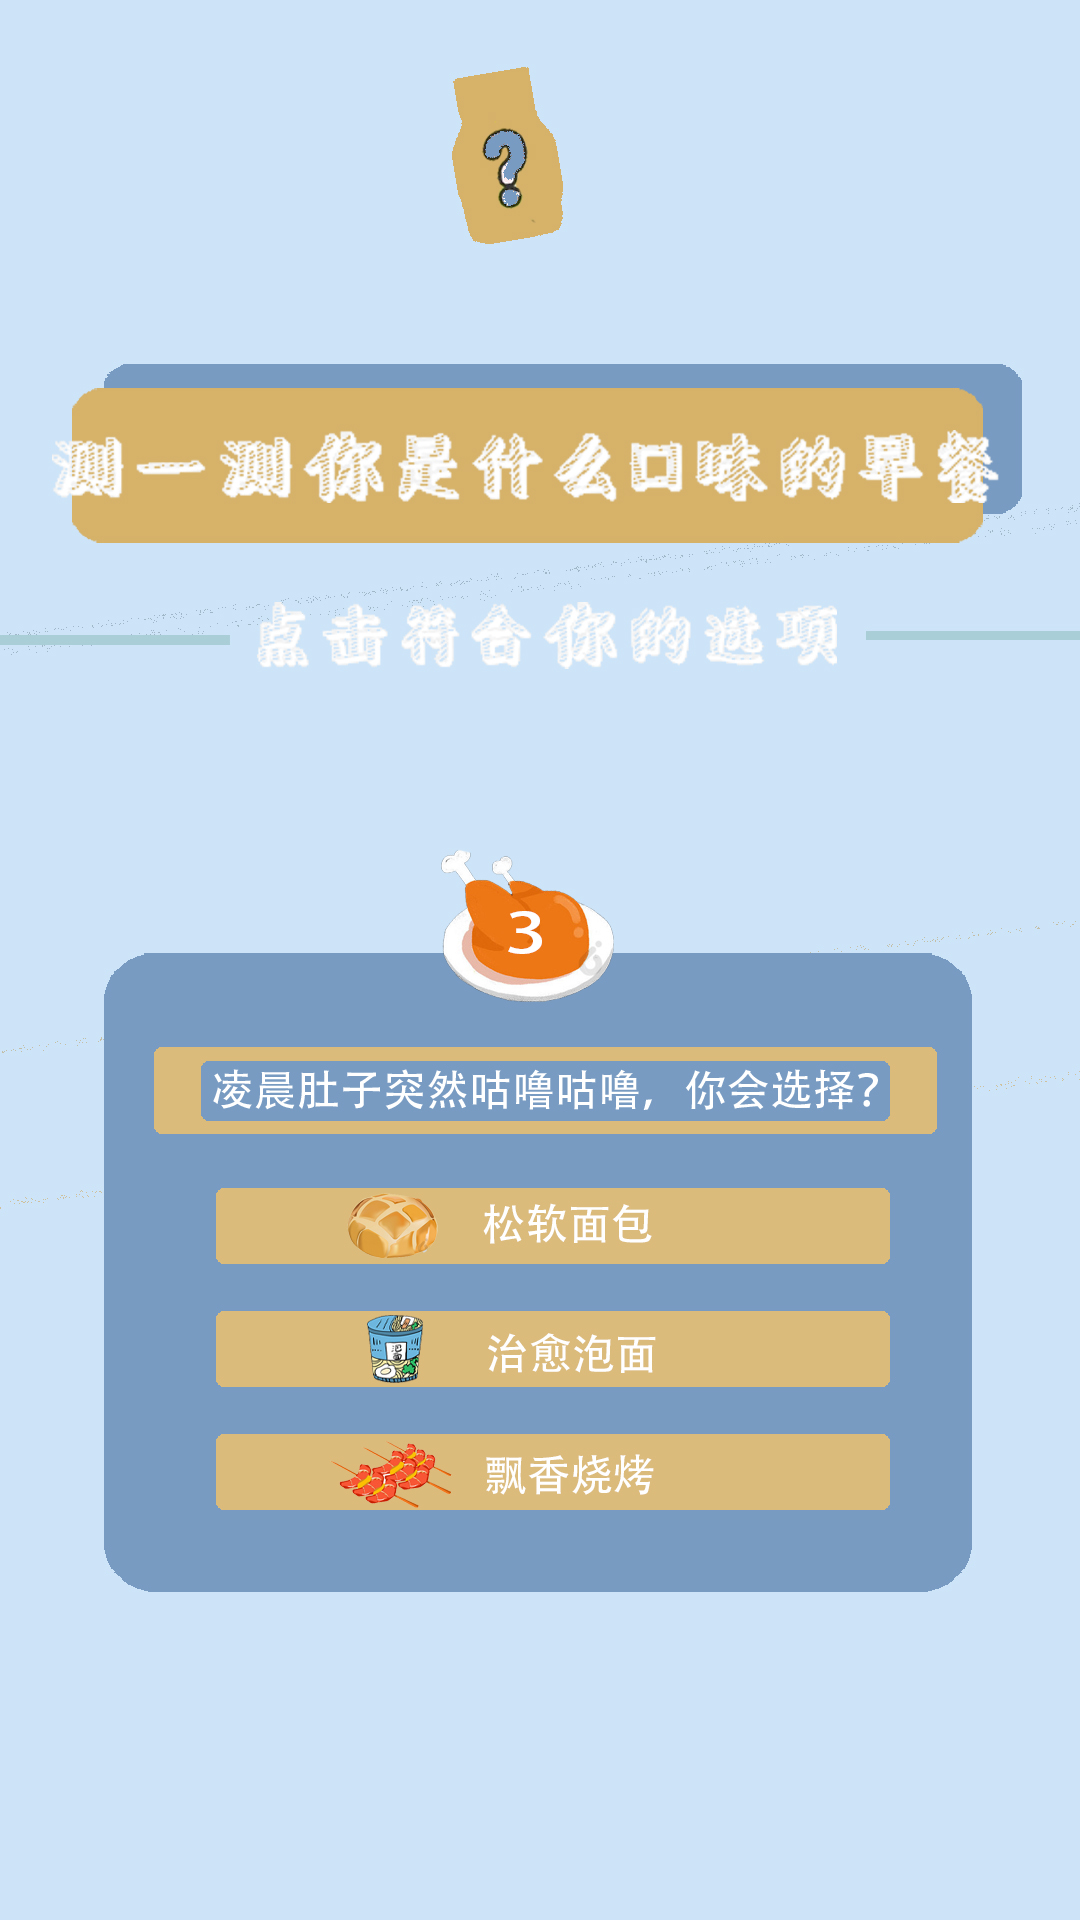 ?
测一测你是什么口味的早餐
点击符合你的选项
3
凌晨肚子突然咕噜咕噜，你会选择?
松软面包
泡面
治愈泡面
飘香烧烤